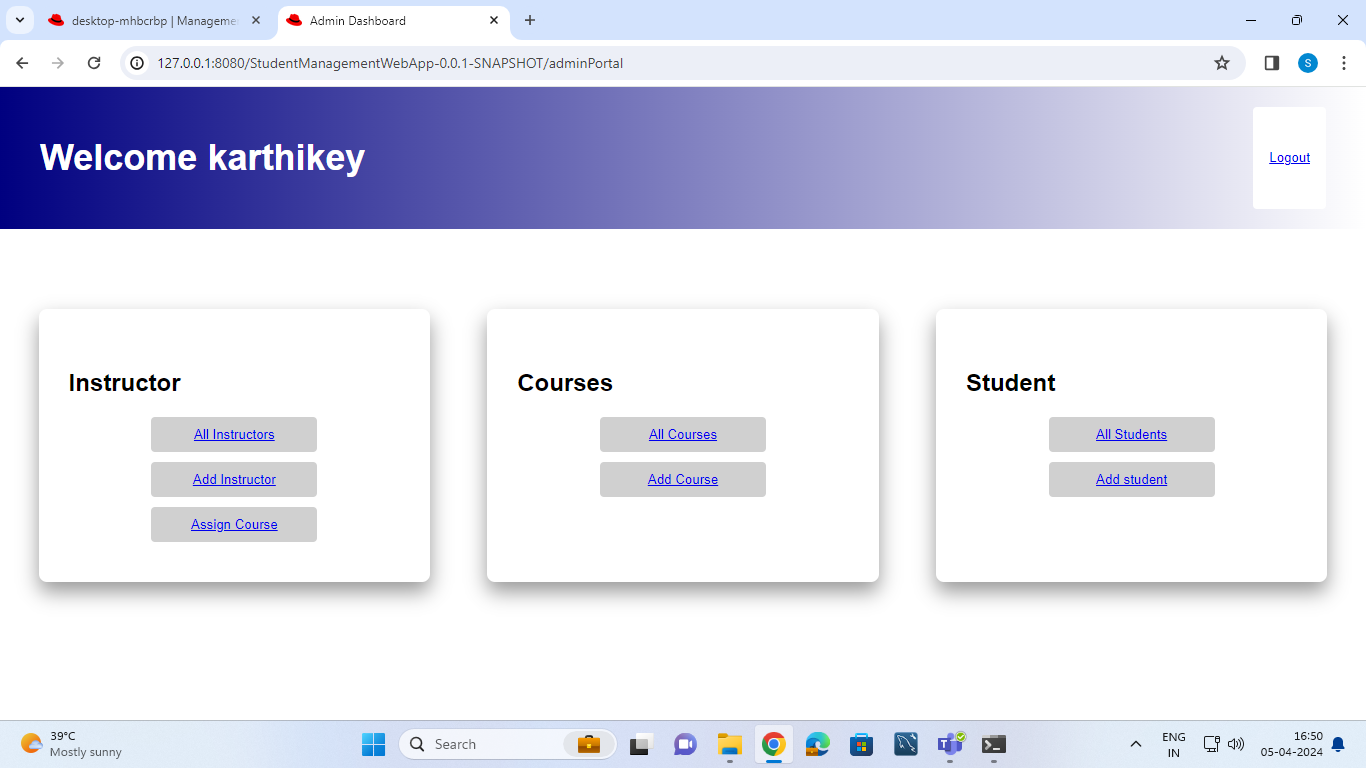 desktop-mhbcrbp | Manageme
Admin Dashboard
127.0.0.1:8080/StudentManagementWebApp-0.0.1-SNAPSHOT/adminPortal
S
Welcome karthikey
Logout
Instructor
All Instructors
Add Instructor
Assign Course
Courses
All Courses
Add Course
Student
All Students
Add student
39°C
Mostly sunny
Search
ENG
IN
16:50
05-04-2024